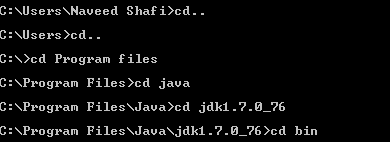 C:\Users\Naveed Shafi>cd..
C:\Users>cd..
C:\>cd Program files
C:\Program Files>cd java
C:\Program Files\Java>cd jdk1.7.0_76
C:\Program Files\Java\jdk1.7.0_76>cd bin